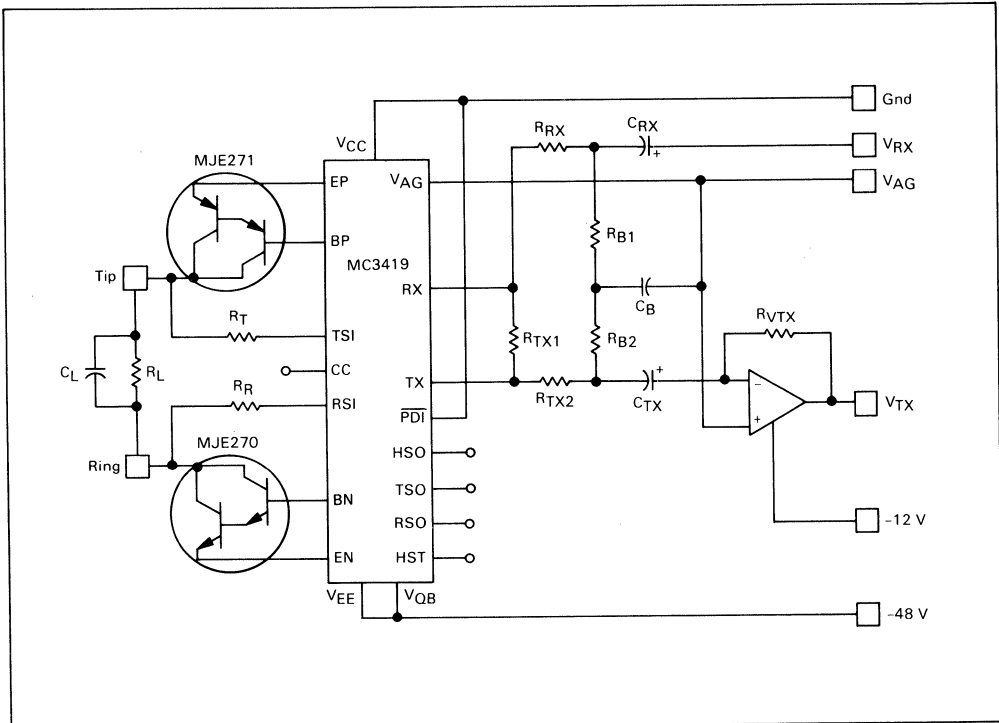 Gnd
VCC
RRX
CRX
+
VRX
MJE271
EP
VAG
VAG
BP
RB1
MC3419
Tip
RX
CB
RVTX
RT
TSI
RTX1
RB2
CL
RL
CC
TX
+
−
RR
RSI
RTX2
CTX
+
VTX
PDI
MJE270
HSO
Ring
TSO
BN
RSO
-12 V
EN
HST
VEE
VQB
-48 V